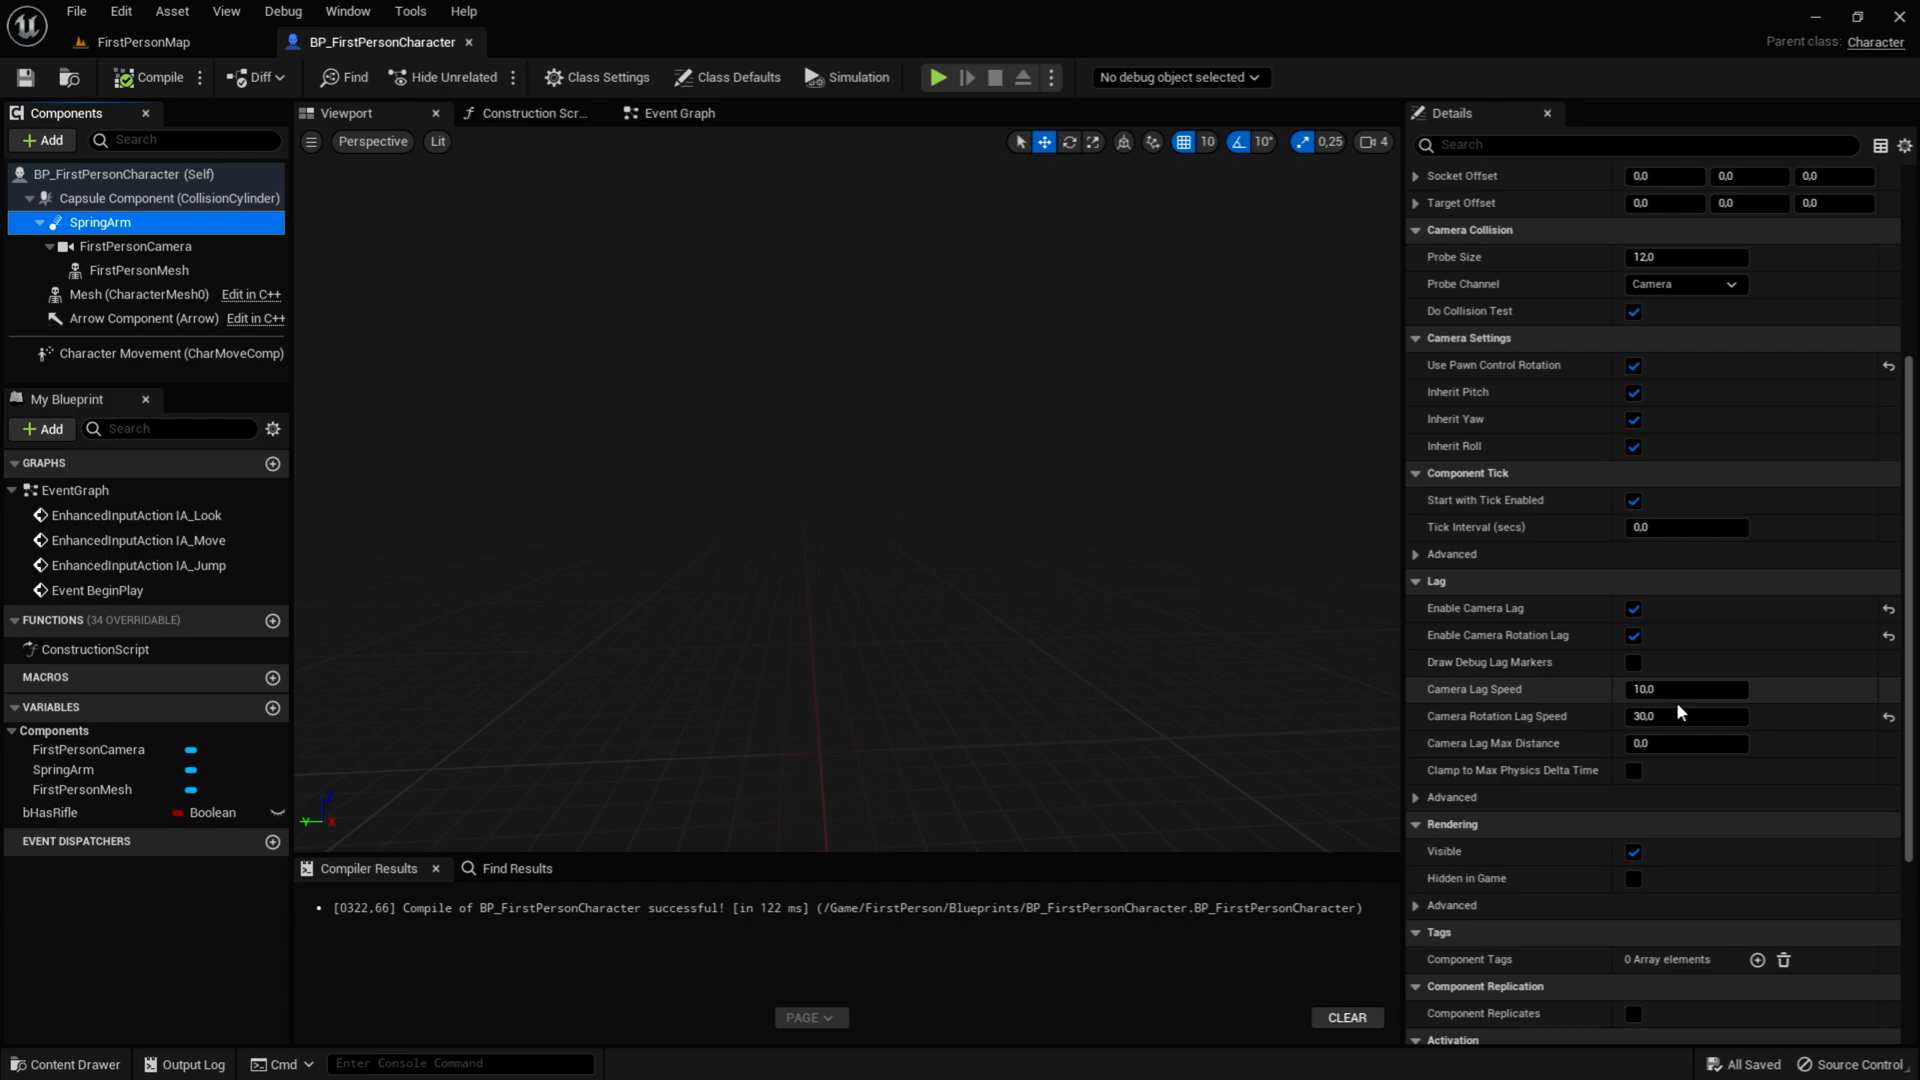 File Edit Asset View Debug Window Tools Help
FirstPersonMap
BP_FirstPersonCharacter
Parent class: Character
Compile
Diff
Find
Hide Unrelated
Class Settings
Class Defaults
Simulation
No debug object selected
Components
Add
Search
BP_FirstPersonCharacter (Self)
Capsule Component (CollisionCylinder)
SpringArm
FirstPersonCamera
FirstPersonMesh
Mesh (CharacterMesh0) Edit in C++
Arrow Component (Arrow) Edit in C++
Character Movement (CharMoveComp)
My Blueprint
Add
Search
GRAPHS
EventGraph
EnhancedInputAction IA_Look
EnhancedInputAction IA_Move
EnhancedInputAction IA_Jump
Event BeginPlay
FUNCTIONS (34 OVERRIDABLE)
ConstructionScript
MACROS
VARIABLES
Components
FirstPersonCamera
SpringArm
FirstPersonMesh
bHasRifle Boolean
EVENT DISPATCHERS
Viewport
Construction Scr...
Event Graph
Perspective
Lit
10
10°
0,25
4
Z
Y
X
Compiler Results
Find Results
[0322,66] Compile of BP_FirstPersonCharacter successful! [in 122 ms] (/Game/FirstPerson/Blueprints/BP_FirstPersonCharacter.BP_FirstPersonCharacter)
PAGE
CLEAR
Details
Search
Socket Offset 0,0 0,0 0,0
Target Offset 0,0 0,0 0,0
Camera Collision
Probe Size 12,0
Probe Channel Camera
Do Collision Test
Camera Settings
Use Pawn Control Rotation
Inherit Pitch
Inherit Yaw
Inherit Roll
Component Tick
Start with Tick Enabled
Tick Interval (secs) 0,0
Advanced
Lag
Enable Camera Lag
Enable Camera Rotation Lag
Draw Debug Lag Markers
Camera Lag Speed 10,0
Camera Rotation Lag Speed 30,0
Camera Lag Max Distance 0,0
Clamp to Max Physics Delta Time
Advanced
Rendering
Visible
Hidden in Game
Advanced
Tags
Component Tags 0 Array elements
Component Replication
Component Replicates
Activation
Content Drawer
Output Log
Cmd
Enter Console Command
All Saved
Source Control